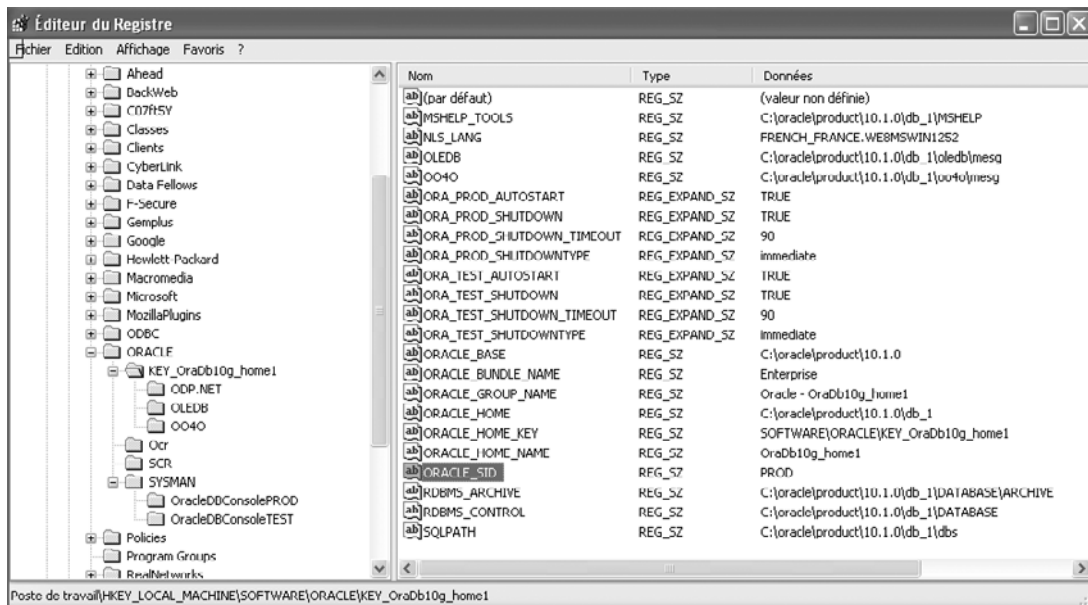 Éditeur du Registre
Fichier Edition Affichage Favoris ?
Ahead
BackWeb
C07ft5Y
Classes
Clients
CyberLink
Data Fellows
F-Secure
Gemplus
Google
Hewlett-Packard
Macromedia
Microsoft
MozillaPlugins
ODBC
ORACLE
KEY_OraDb10g_home1
ODP.NET
OLEDB
OO4O
Ocr
SCR
SYSMAN
OracleDBConsolePROD
OracleDBConsoleTEST
Policies
Program Groups
RealNetworks
Nom Type Données
(par défaut) REG_SZ (valeur non définie)
MSHELP_TOOLS REG_SZ C:\oracle\product\10.1.0\db_1\MSHELP
NLS_LANG REG_SZ FRENCH_FRANCE.WE8MSWIN1252
OLEDB REG_SZ C:\oracle\product\10.1.0\db_1\oledb\mesg
OO4O REG_SZ C:\oracle\product\10.1.0\db_1\oo4o\mesg
ORA_PROD_AUTOSTART REG_EXPAND_SZ TRUE
ORA_PROD_SHUTDOWN REG_EXPAND_SZ TRUE
ORA_PROD_SHUTDOWN_TIMEOUT REG_EXPAND_SZ 90
ORA_PROD_SHUTDOWNTYPE REG_EXPAND_SZ immediate
ORA_TEST_AUTOSTART REG_EXPAND_SZ TRUE
ORA_TEST_SHUTDOWN REG_EXPAND_SZ TRUE
ORA_TEST_SHUTDOWN_TIMEOUT REG_EXPAND_SZ 90
ORA_TEST_SHUTDOWNTYPE REG_EXPAND_SZ immediate
ORACLE_BASE REG_SZ C:\oracle\product\10.1.0
ORACLE_BUNDLE_NAME REG_SZ Enterprise
ORACLE_GROUP_NAME REG_SZ Oracle - OraDb10g_home1
ORACLE_HOME REG_SZ C:\oracle\product\10.1.0\db_1
ORACLE_HOME_KEY REG_SZ SOFTWARE\ORACLE\KEY_OraDb10g_home1
ORACLE_HOME_NAME REG_SZ OraDb10g_home1
ORACLE_SID REG_SZ PROD
RDBMS_ARCHIVE REG_SZ C:\oracle\product\10.1.0\db_1\DATABASE\ARCHIVE
RDBMS_CONTROL REG_SZ C:\oracle\product\10.1.0\db_1\DATABASE
SQLPATH REG_SZ C:\oracle\product\10.1.0\db_1\dbs
Poste de travail\HKEY_LOCAL_MACHINE\SOFTWARE\ORACLE\KEY_OraDb10g_home1